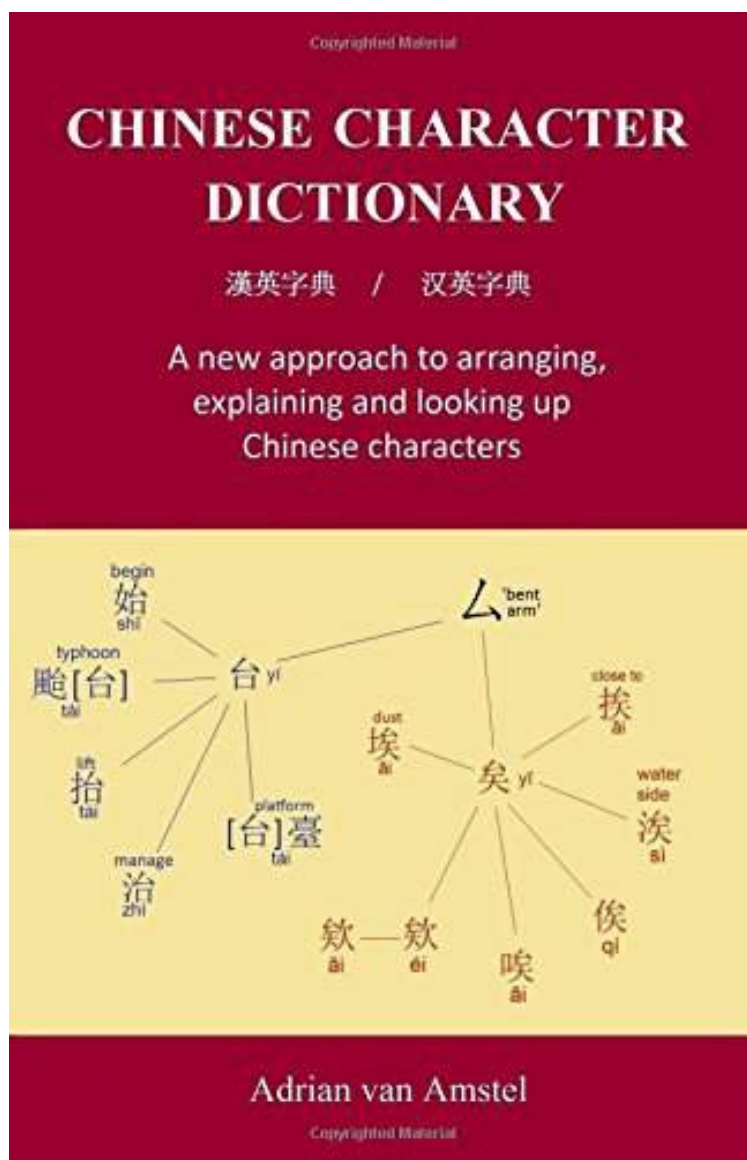 Copyrighted Material
CHINESE CHARACTER
DICTIONARY
漢英字典 / 汉英字典
A new approach to arranging,
explaining and looking up
Chinese characters
begin
始
shǐ
typhoon
颱[台]
tái
lift
抬
tái
manage
治
zhì
台 yí
platform
[台]臺
tái
厶 'bent
arm'
dust
埃
āi
矣 yǐ
close to
挨
āi
water
side
涘
sì
俟
qí
唉
āi
欸 — 欸
ǎi éi
Adrian van Amstel
Copyrighted Material